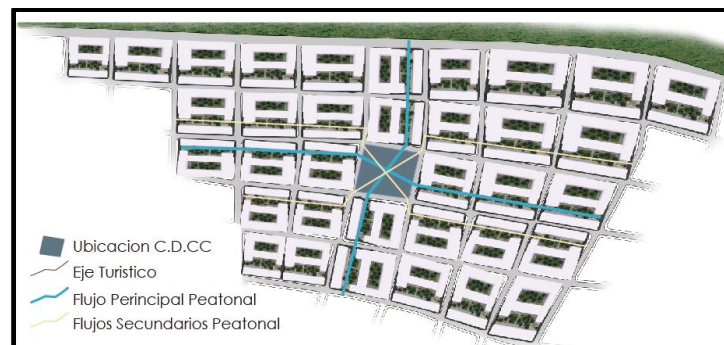 Ubicacion C.D.CC
Eje Turistico
Flujo Perincipal Peatonal
Flujos Secundarios Peatonal